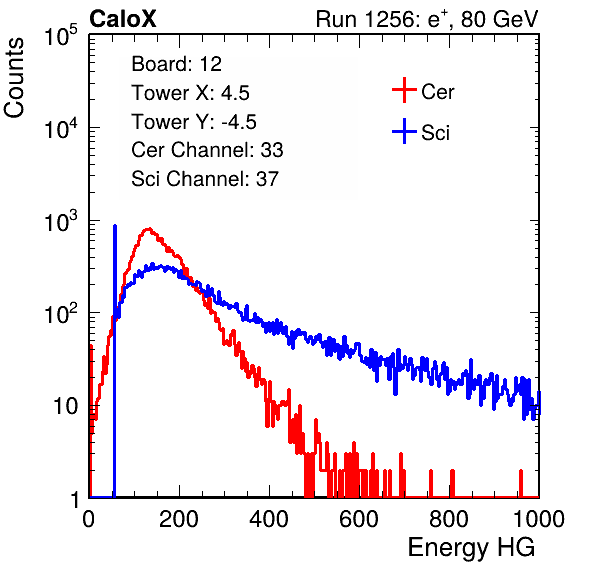 CaloX Run 1256: e⁺, 80 GeV
Counts
10⁵
10⁴
10³
10²
10
1
Board: 12
Tower X: 4.5
Tower Y: -4.5
Cer Channel: 33
Sci Channel: 37
Cer
Sci
0 200 400 600 800 1000
Energy HG